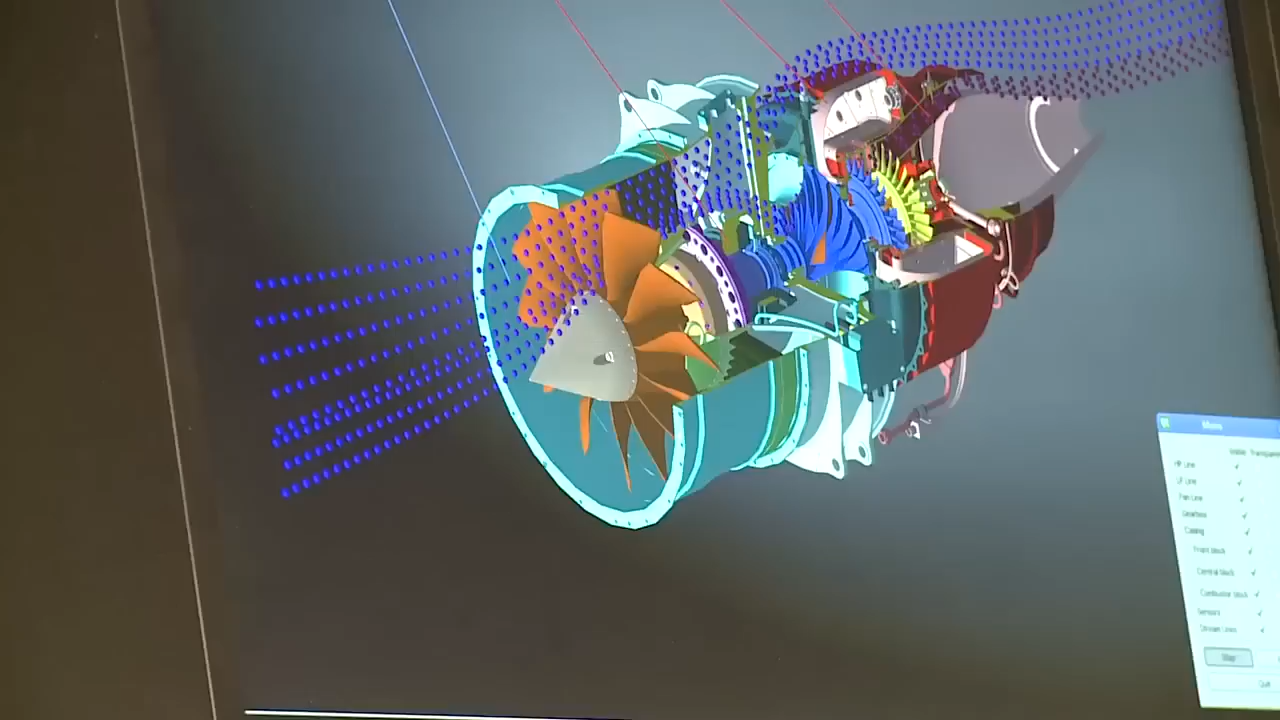 Menu
Visible Transparent
HP Line
LP Line
Fan Line
Gearbox
Casing
Front block
Central block
Combustor block
Sensors
Stream Lines
Stop
Quit